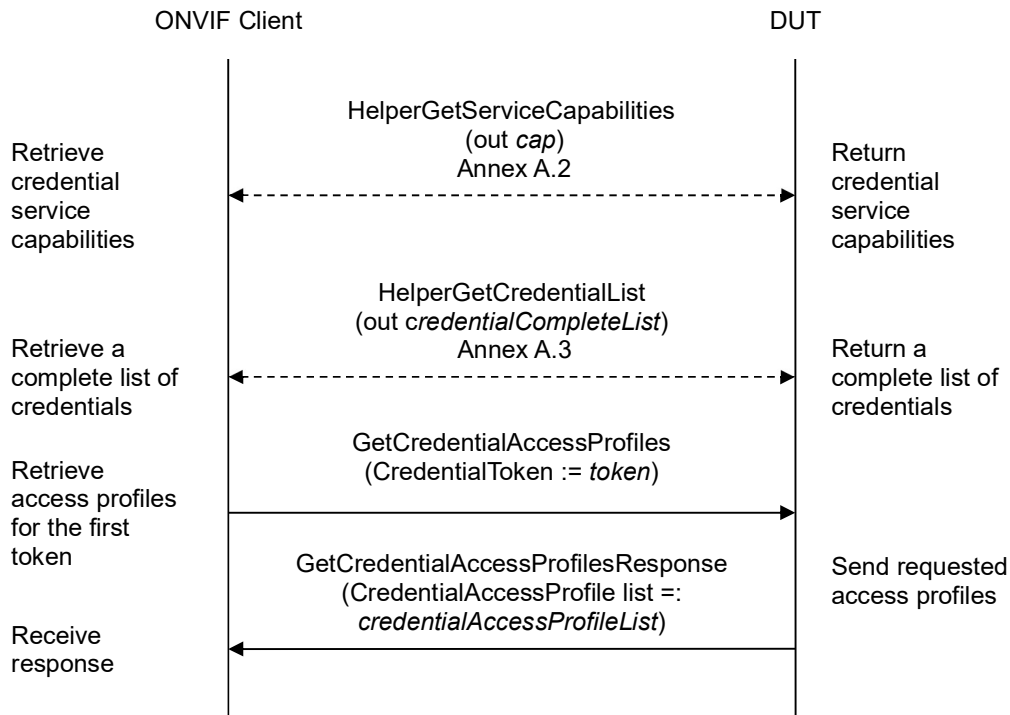 ONVIF Client
DUT
HelperGetServiceCapabilities
(out cap)
Annex A.2
Retrieve
credential
service
capabilities
Return
credential
service
capabilities
HelperGetCredentialList
(out credentialCompleteList)
Annex A.3
Retrieve a
complete list of
credentials
Return a
complete list of
credentials
GetCredentialAccessProfiles
(CredentialToken := token)
Retrieve
access profiles
for the first
token
GetCredentialAccessProfilesResponse
(CredentialAccessProfile list =:
credentialAccessProfileList)
Send requested
access profiles
Receive
response